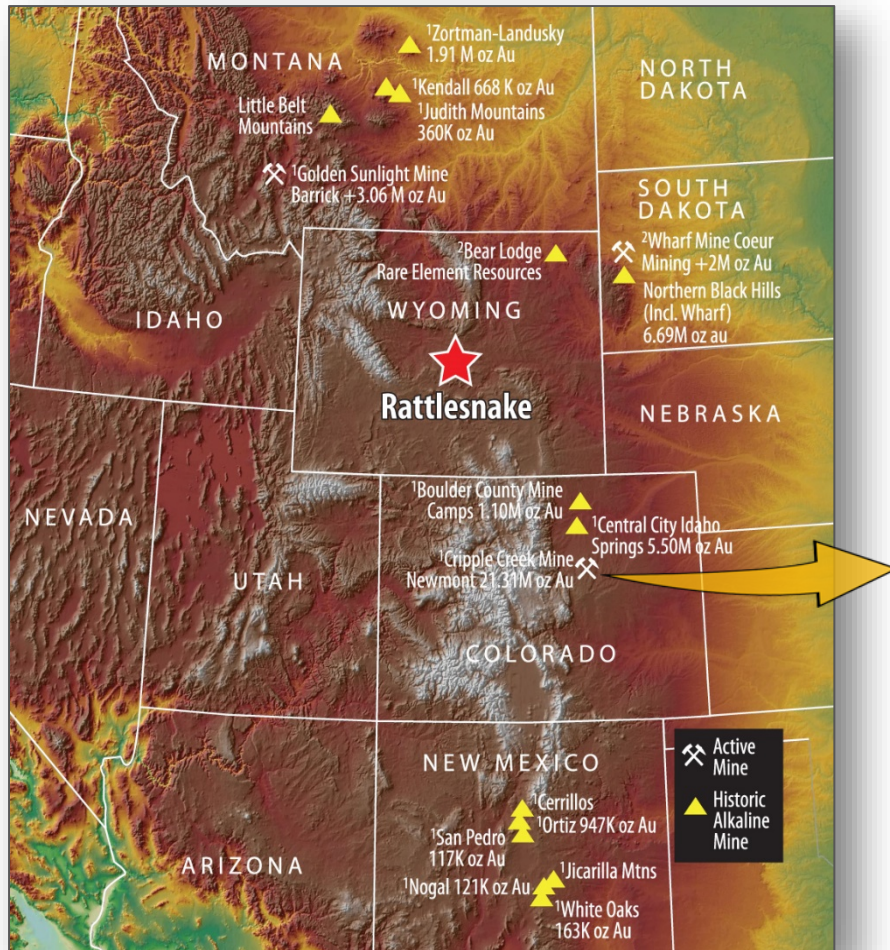 ¹Zortman-Landusky
1.91 M oz Au
MONTANA
NORTH
DAKOTA
¹Kendall 668 K oz Au
Little Belt
Mountains
¹Judith Mountains
360K oz Au
¹Golden Sunlight Mine
Barrick +3.06 M oz Au
SOUTH
DAKOTA
²Wharf Mine Coeur
Mining +2M oz Au
²Bear Lodge
Rare Element Resources
Northern Black Hills
(Incl. Wharf)
6.69M oz au
WYOMING
IDAHO
Rattlesnake
NEBRASKA
¹Boulder County Mine
Camps 1.10M oz Au
NEVADA
¹Central City Idaho
Springs 5.50M oz Au
¹Cripple Creek Mine
Newmont 21.31M oz Au
UTAH
COLORADO
NEW MEXICO
Active
Mine
Historic
Alkaline
Mine
¹Cerrillos
¹Ortiz 947K oz Au
¹San Pedro
117K oz Au
ARIZONA
¹Jicarilla Mtns
¹Nogal 121K oz Au
¹White Oaks
163K oz Au